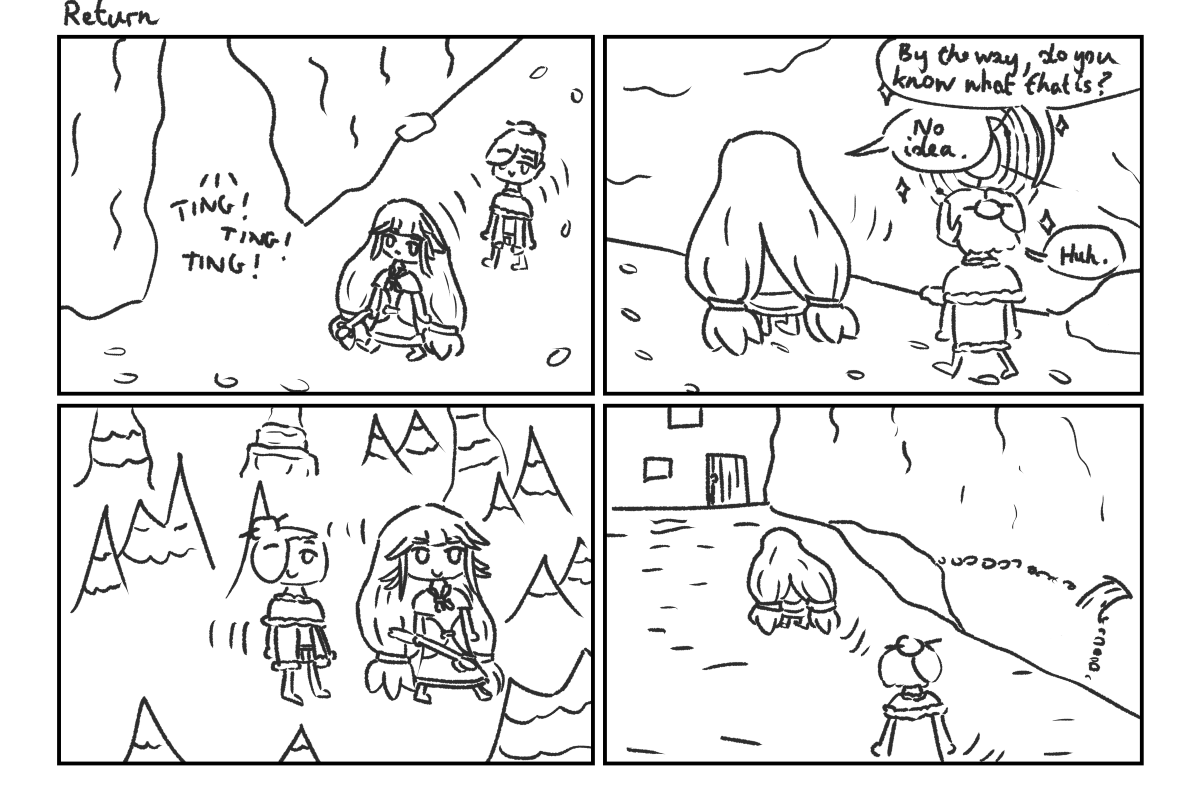 Return
TING!
TING!
TING!
By the way, do you
know what that is?
No
idea.
Huh.